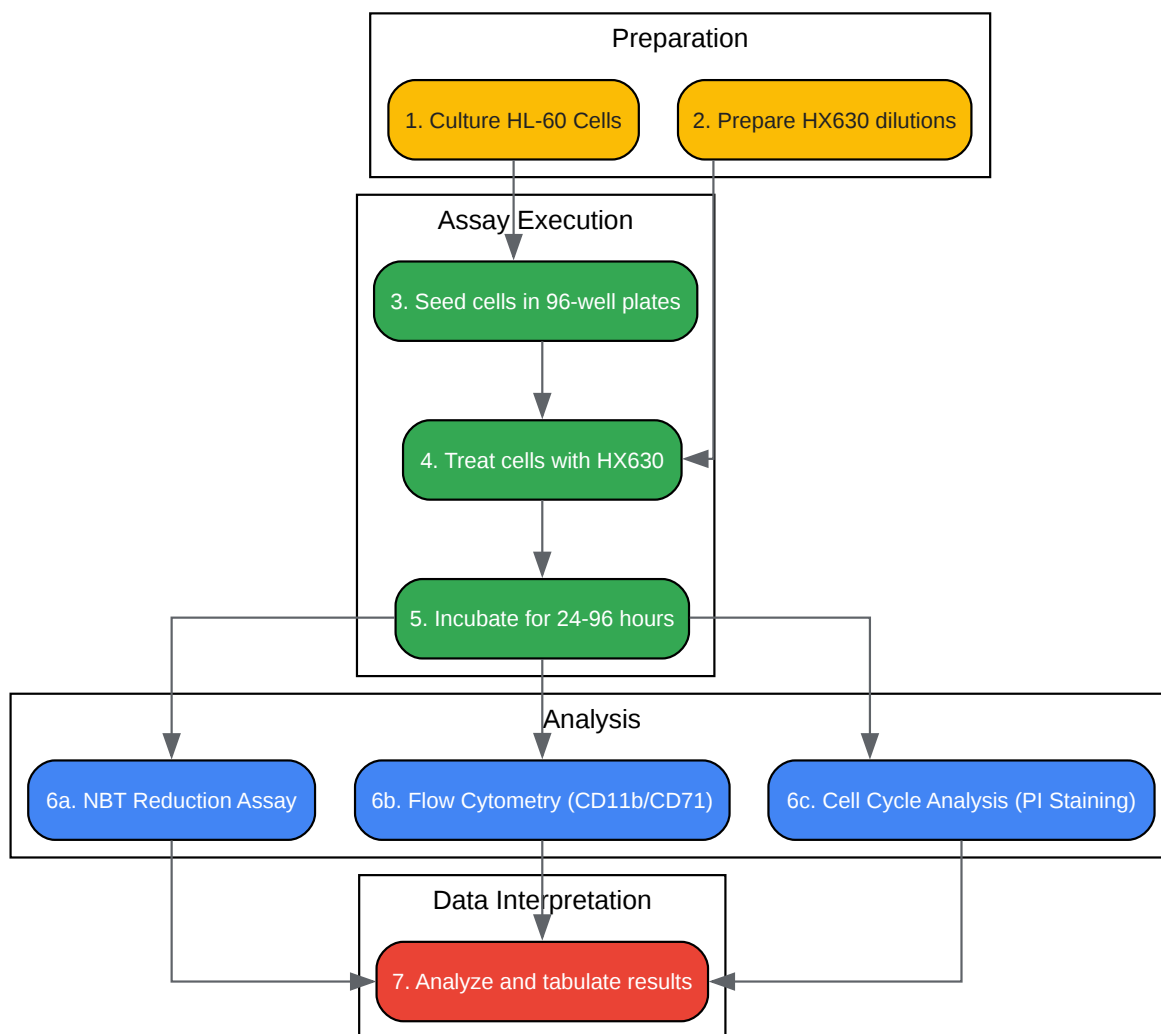 Preparation
1. Culture HL-60 Cells
2. Prepare HX630 dilutions
Assay Execution
3. Seed cells in 96-well plates
4. Treat cells with HX630
5. Incubate for 24-96 hours
Analysis
6a. NBT Reduction Assay
6b. Flow Cytometry (CD11b/CD71)
6c. Cell Cycle Analysis (PI Staining)
Data Interpretation
7. Analyze and tabulate results